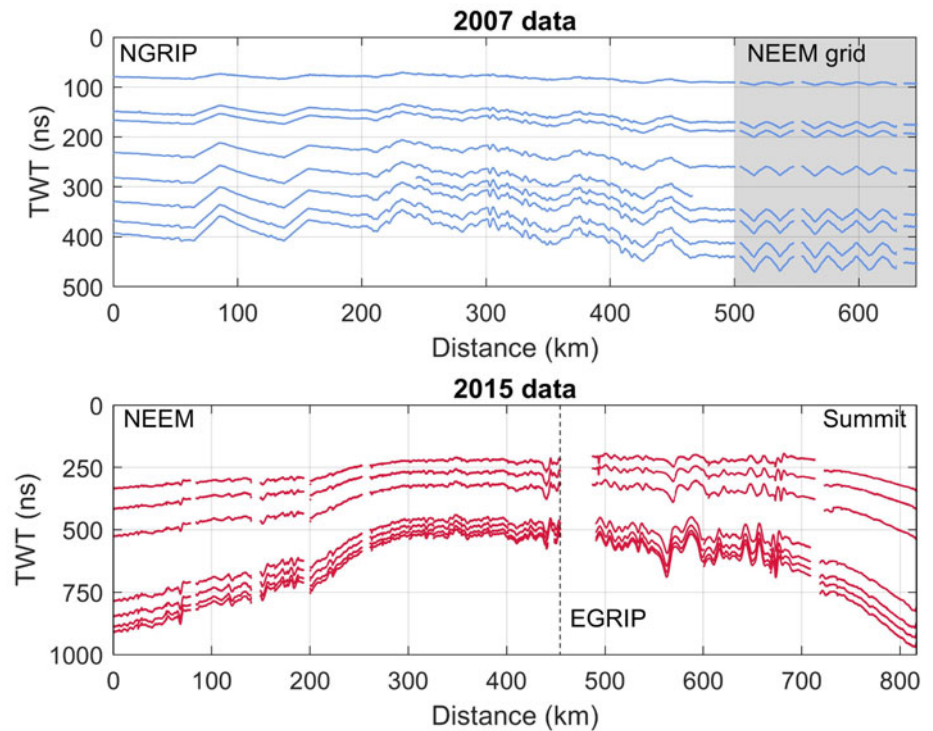 2007 data
NGRIP
NEEM grid
0
100
200
300
400
500
TWT (ns)
0 100 200 300 400 500 600
Distance (km)
2015 data
NEEM
Summit
0
250
500
750
1000
TWT (ns)
EGRIP
0 100 200 300 400 500 600 700 800
Distance (km)